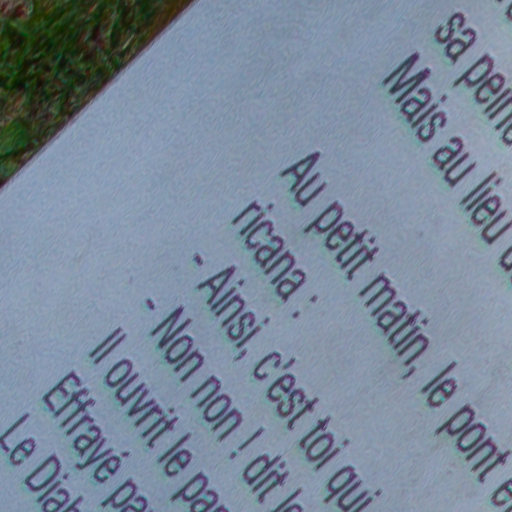 sa peine
Mais au lieu
Au petit matin, le pont
ricana :
- Ainsi, c'est toi qui
- Non non ! dit le
Il ouvrit le
Effrayé
Le